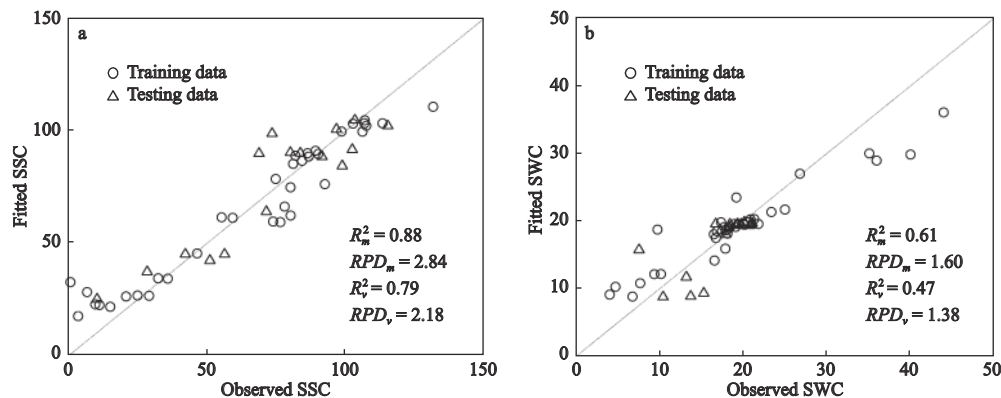 a
Training data
Testing data
R²ₘ = 0.88
RPDₘ = 2.84
R²ᵥ = 0.79
RPDᵥ = 2.18
150
100
50
0
0 50 100 150
Fitted SSC
Observed SSC
b
Training data
Testing data
R²ₘ = 0.61
RPDₘ = 1.60
R²ᵥ = 0.47
RPDᵥ = 1.38
50
40
30
20
10
0
0 10 20 30 40 50
Fitted SWC
Observed SWC